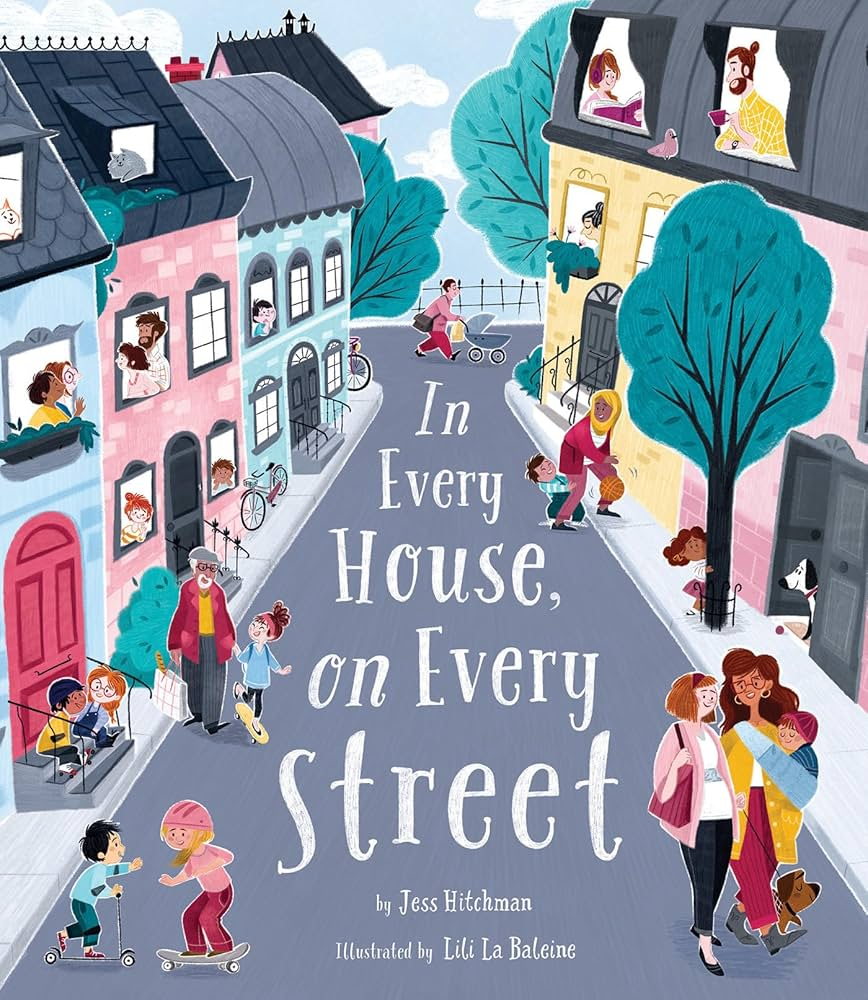 In
Every
House,
on Every
Street
by Jess Hitchman
Illustrated by Lili La Baleine